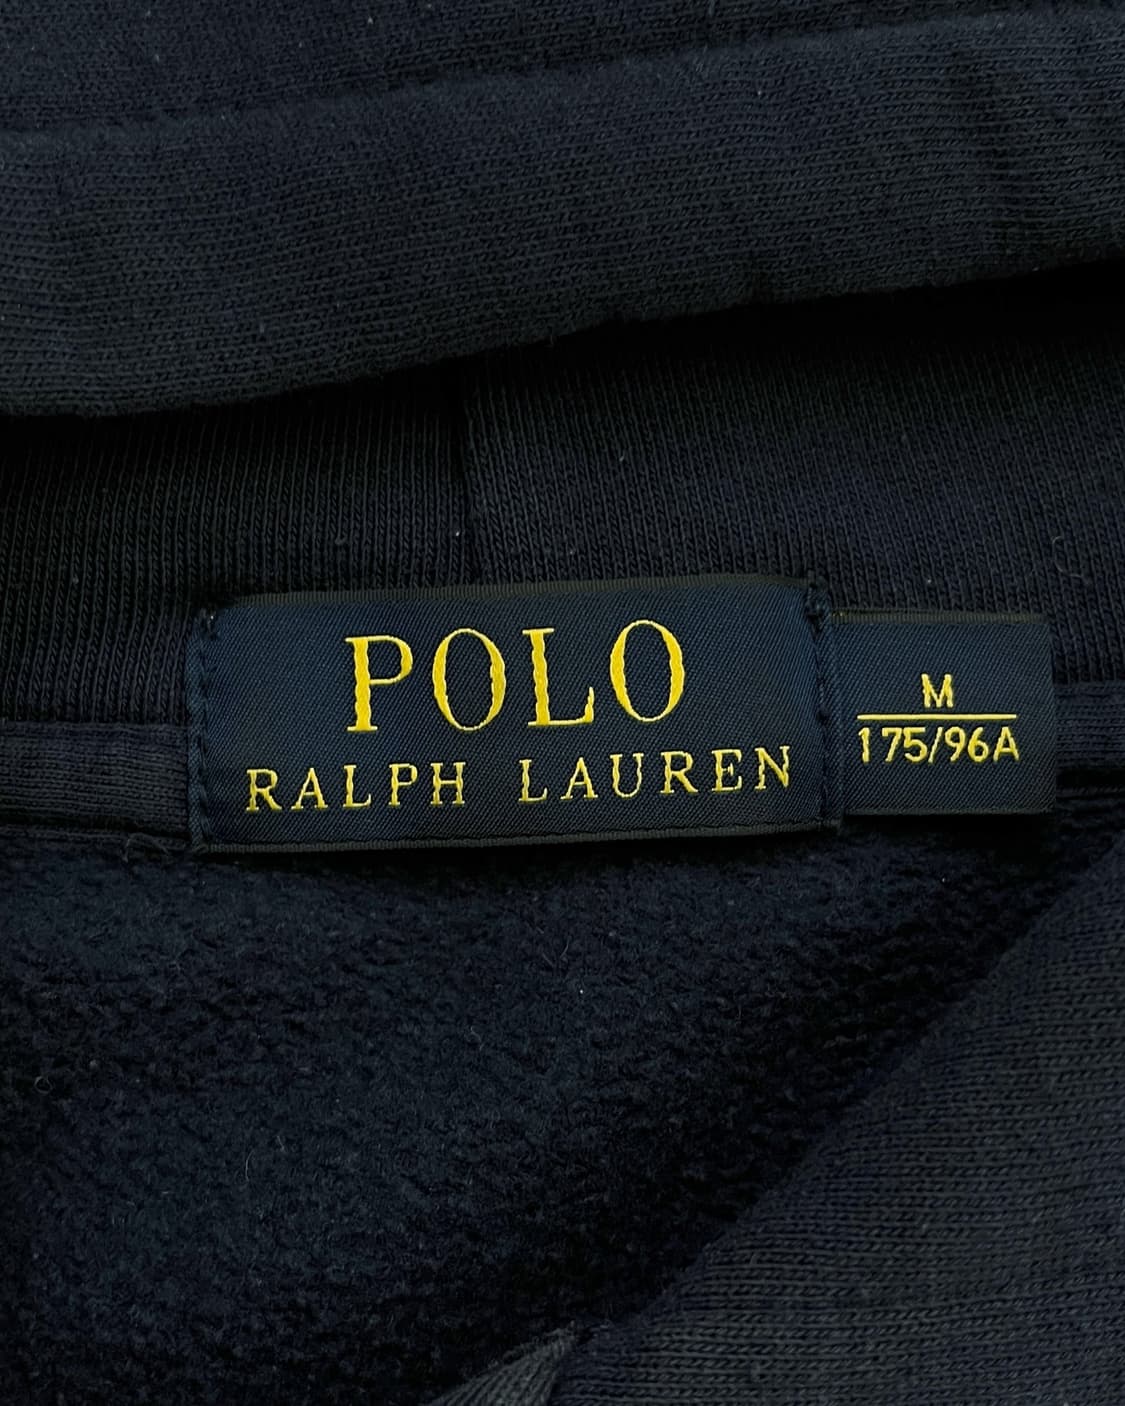 POLO
RALPH LAUREN
M
175/96A